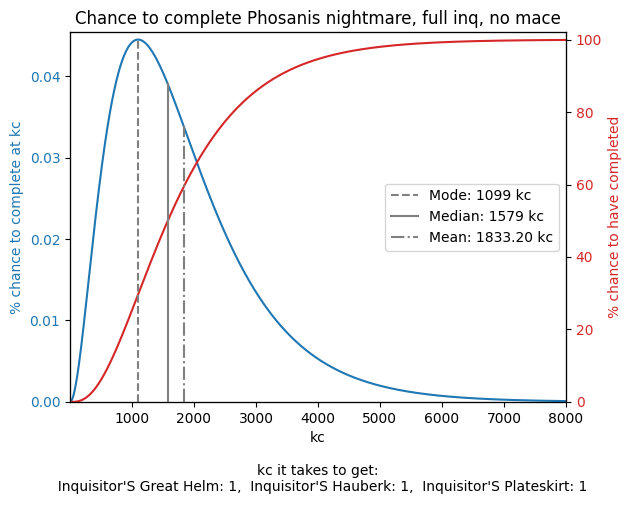 Chance to complete Phosanis nightmare, full inq, no mace
% chance to complete at kc
0.04
0.03
0.02
0.01
0.00
100
80
60
40
20
0
% chance to have completed
Mode: 1099 kc
Median: 1579 kc
Mean: 1833.20 kc
1000 2000 3000 4000 5000 6000 7000 8000
kc
kc it takes to get:
Inquisitor'S Great Helm: 1, Inquisitor'S Hauberk: 1, Inquisitor'S Plateskirt: 1